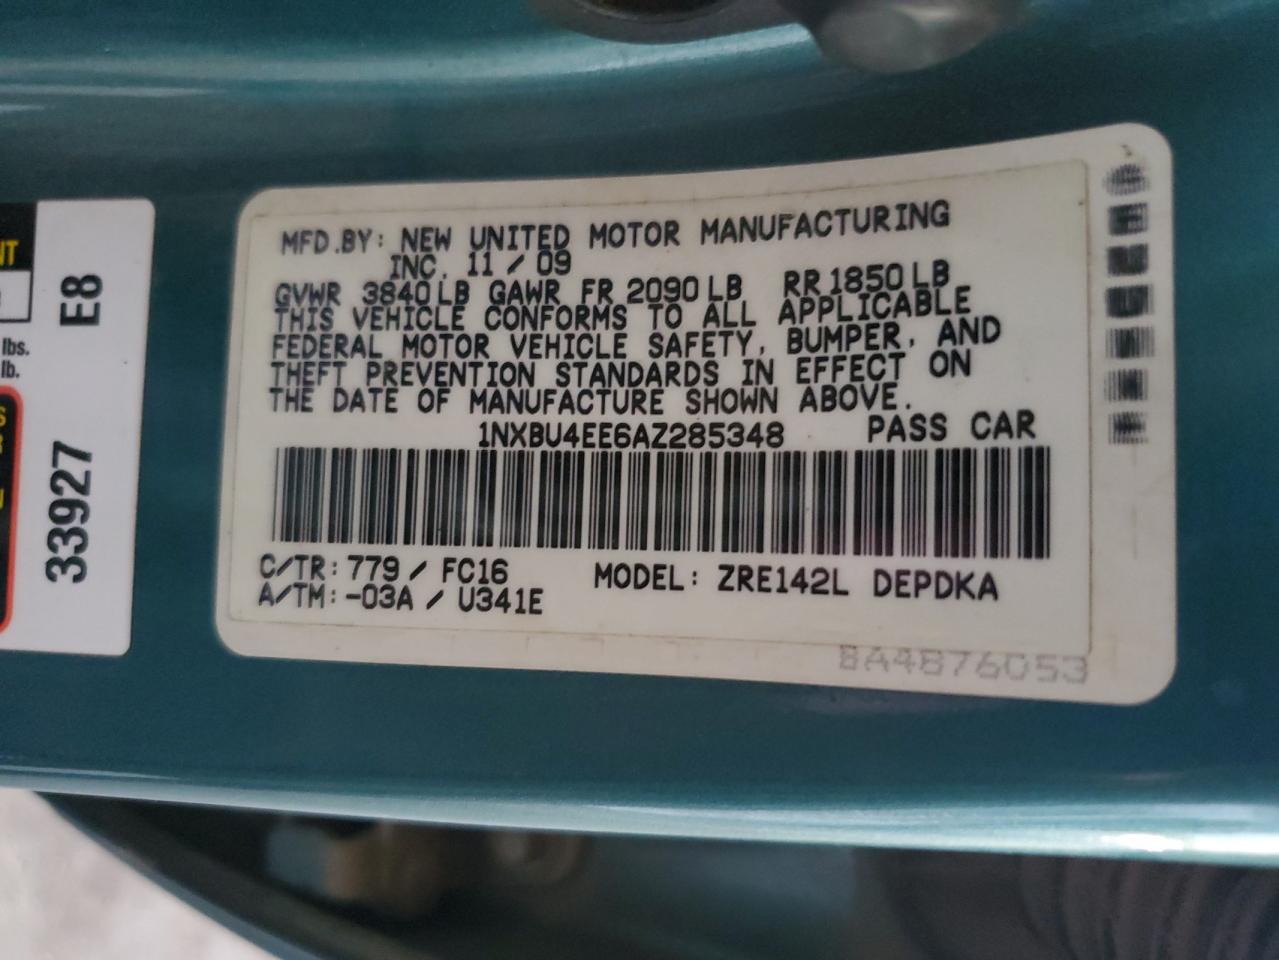 NT
lbs.
lb.
33927 E8
MFD.BY: NEW UNITED MOTOR MANUFACTURING
INC. 11 / 09
GVWR 3840LB GAWR FR 2090LB RR1850LB
THIS VEHICLE CONFORMS TO ALL APPLICABLE
FEDERAL MOTOR VEHICLE SAFETY, BUMPER, AND
THEFT PREVENTION STANDARDS IN EFFECT ON
THE DATE OF MANUFACTURE SHOWN ABOVE.
1NXBU4EE6AZ285348 PASS CAR
C/TR: 779 / FC16 MODEL: ZRE142L DEPDKA
A/TM: -03A / U341E
BA4876053